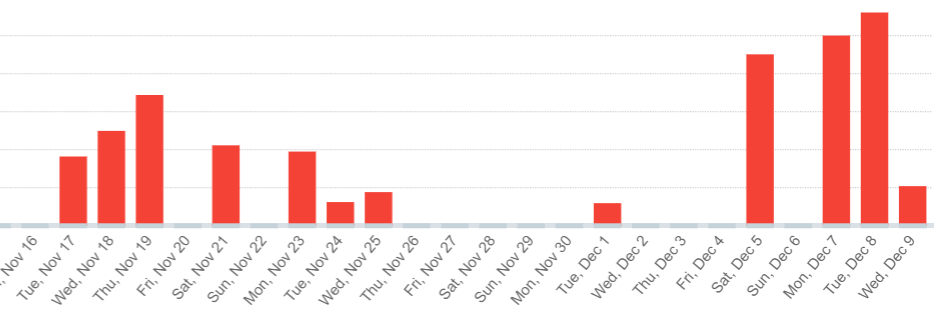 , Nov 16
Tue, Nov 17
Wed, Nov 18
Thu, Nov 19
Fri, Nov 20
Sat, Nov 21
Sun, Nov 22
Mon, Nov 23
Tue, Nov 24
Wed, Nov 25
Thu, Nov 26
Fri, Nov 27
Sat, Nov 28
Sun, Nov 29
Mon, Nov 30
Tue, Dec 1
Wed, Dec 2
Thu, Dec 3
Fri, Dec 4
Sat, Dec 5
Sun, Dec 6
Mon, Dec 7
Tue, Dec 8
Wed, Dec 9